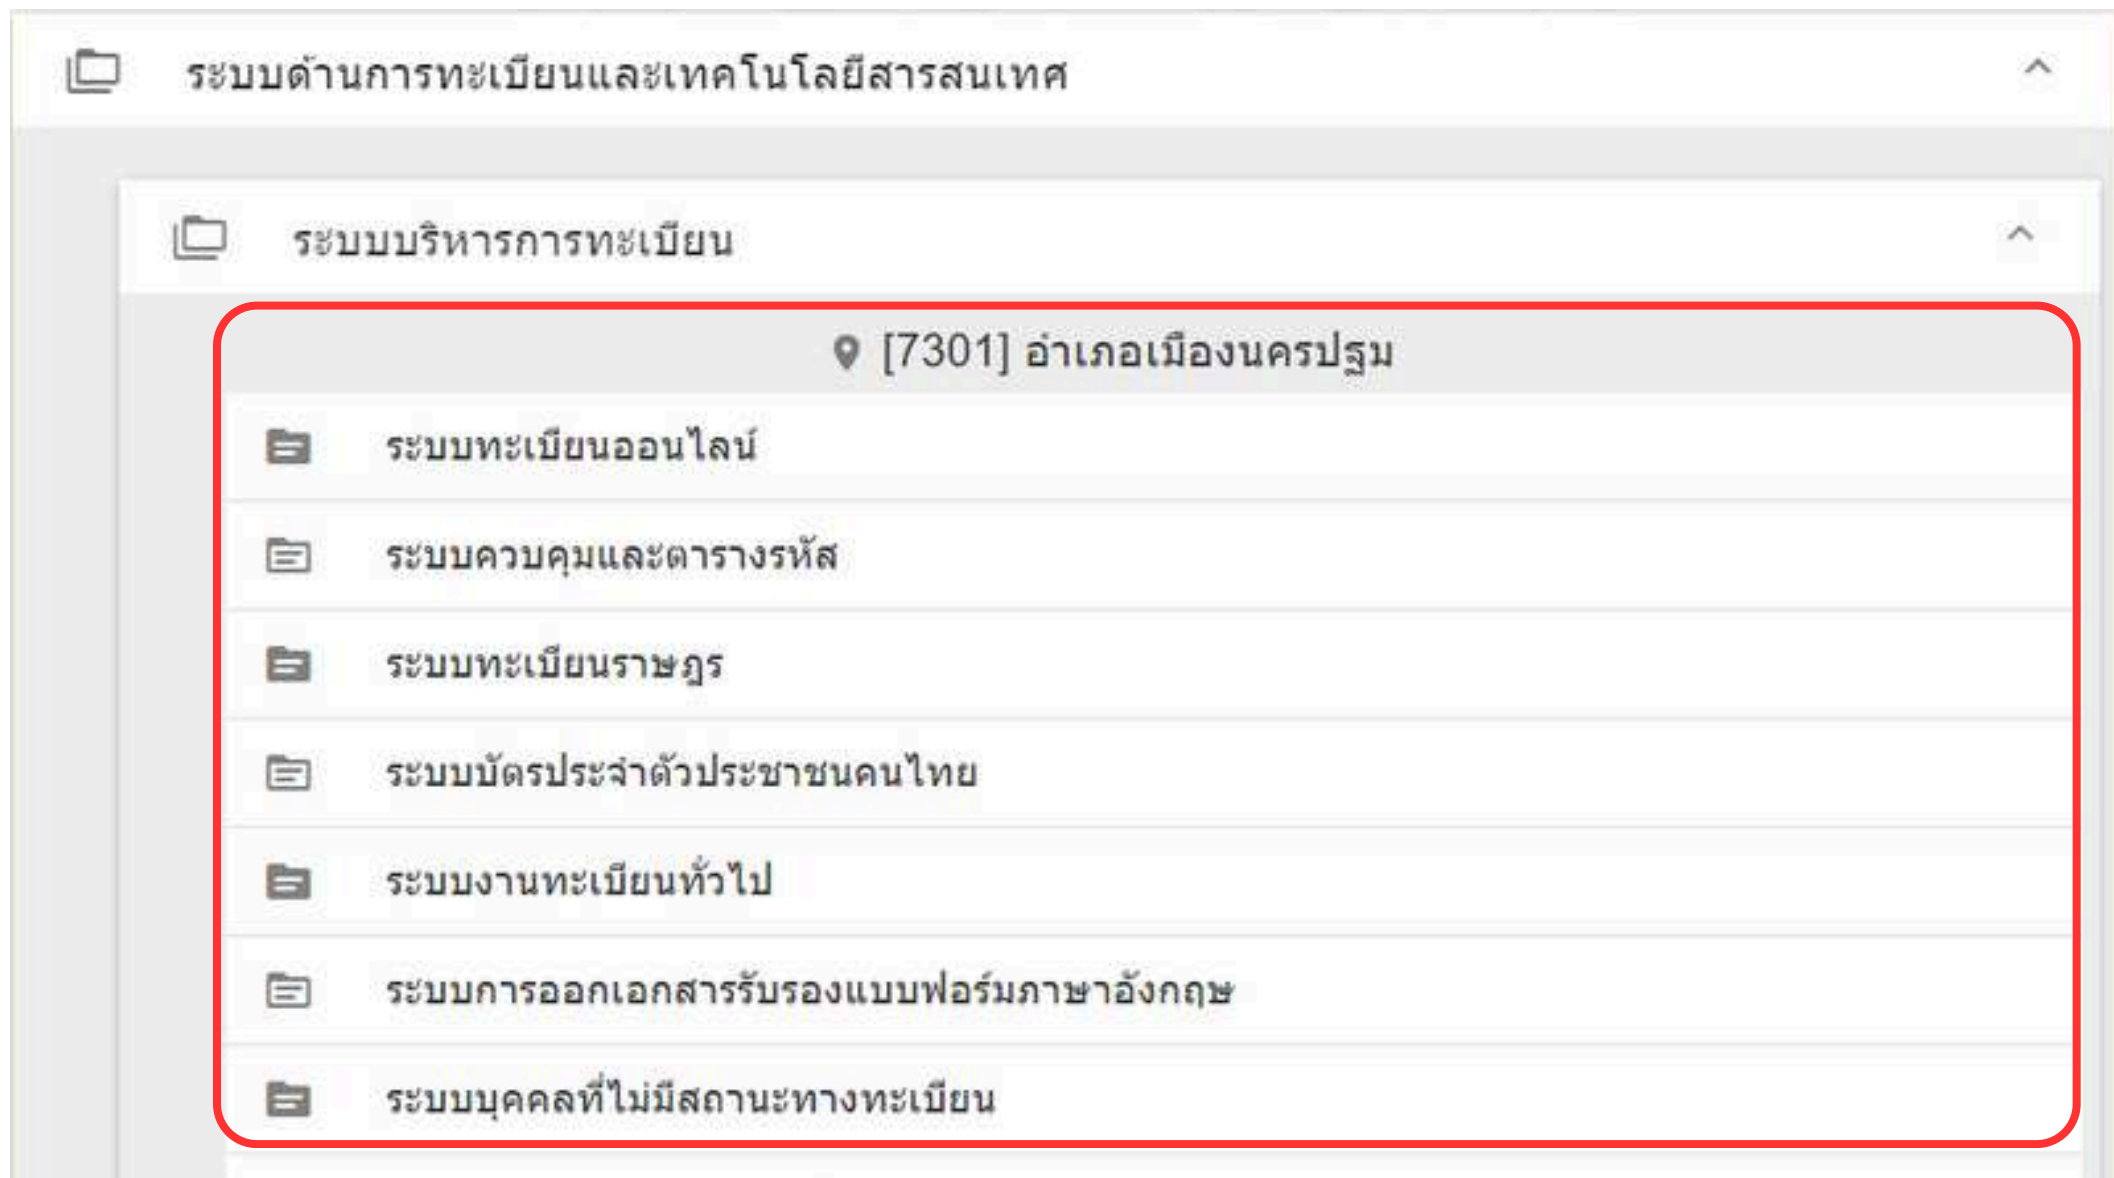 ระบบด้านการทะเบียนและเทคโนโลยีสารสนเทศ
ระบบบริหารการทะเบียน
[7301] อำเภอเมืองนครปฐม
ระบบทะเบียนออนไลน์
ระบบควบคุมและตารางรหัส
ระบบทะเบียนราษฎร
ระบบบัตรประจำตัวประชาชนคนไทย
ระบบงานทะเบียนทั่วไป
ระบบการออกเอกสารรับรองแบบฟอร์มภาษาอังกฤษ
ระบบบุคคลที่ไม่มีสถานะทางทะเบียน